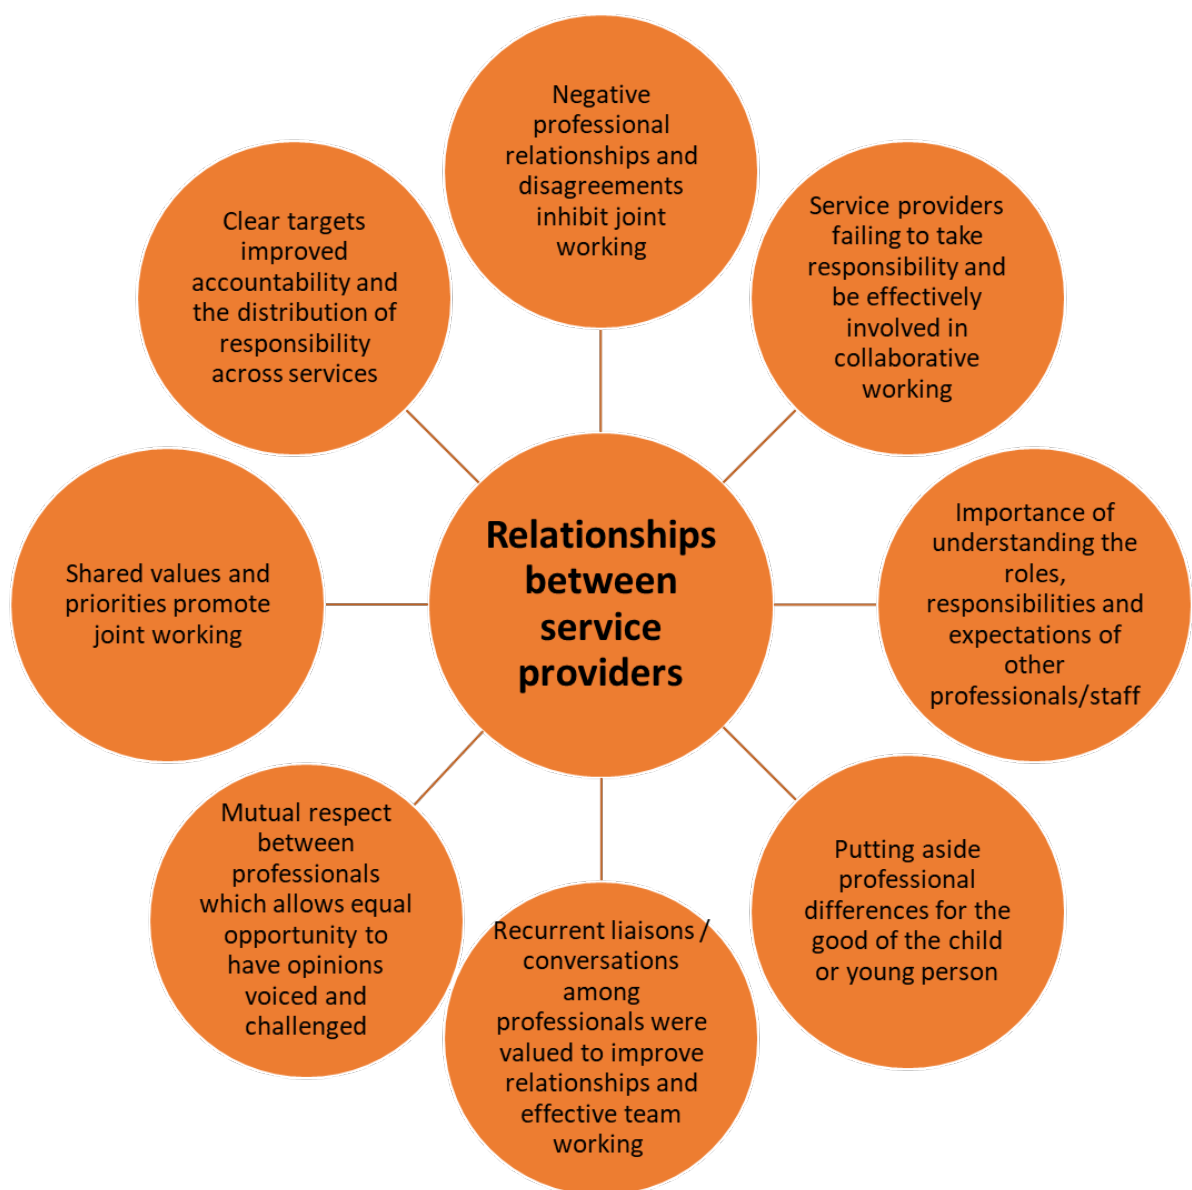 Negative
professional
relationships and
disagreements
inhibit joint
working
Service providers
failing to take
responsibility and
be effectively
involved in
collaborative
working
Importance of
understanding the
roles,
responsibilities and
expectations of
other
professionals/staff
Putting aside
professional
differences for the
good of the child
or young person
Recurrent liaisons /
conversations
among
professionals were
valued to improve
relationships and
effective team
working
Mutual respect
between
professionals
which allows equal
opportunity to
have opinions
voiced and
challenged
Shared values and
priorities promote
joint working
Clear targets
improved
accountability and
the distribution of
responsibility
across services
Relationships
between
service
providers